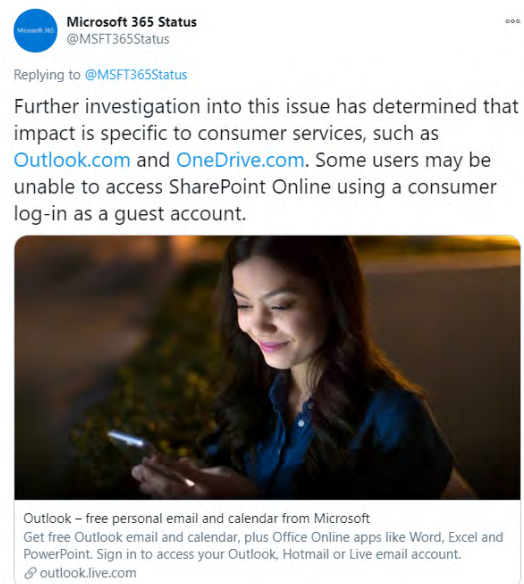 Microsoft 365
Microsoft 365 Status
@MSFT365Status
Replying to @MSFT365Status
Further investigation into this issue has determined that
impact is specific to consumer services, such as
Outlook.com and OneDrive.com. Some users may be
unable to access SharePoint Online using a consumer
log-in as a guest account.
Outlook – free personal email and calendar from Microsoft
Get free Outlook email and calendar, plus Office Online apps like Word, Excel and
PowerPoint. Sign in to access your Outlook, Hotmail or Live email account.
outlook.live.com